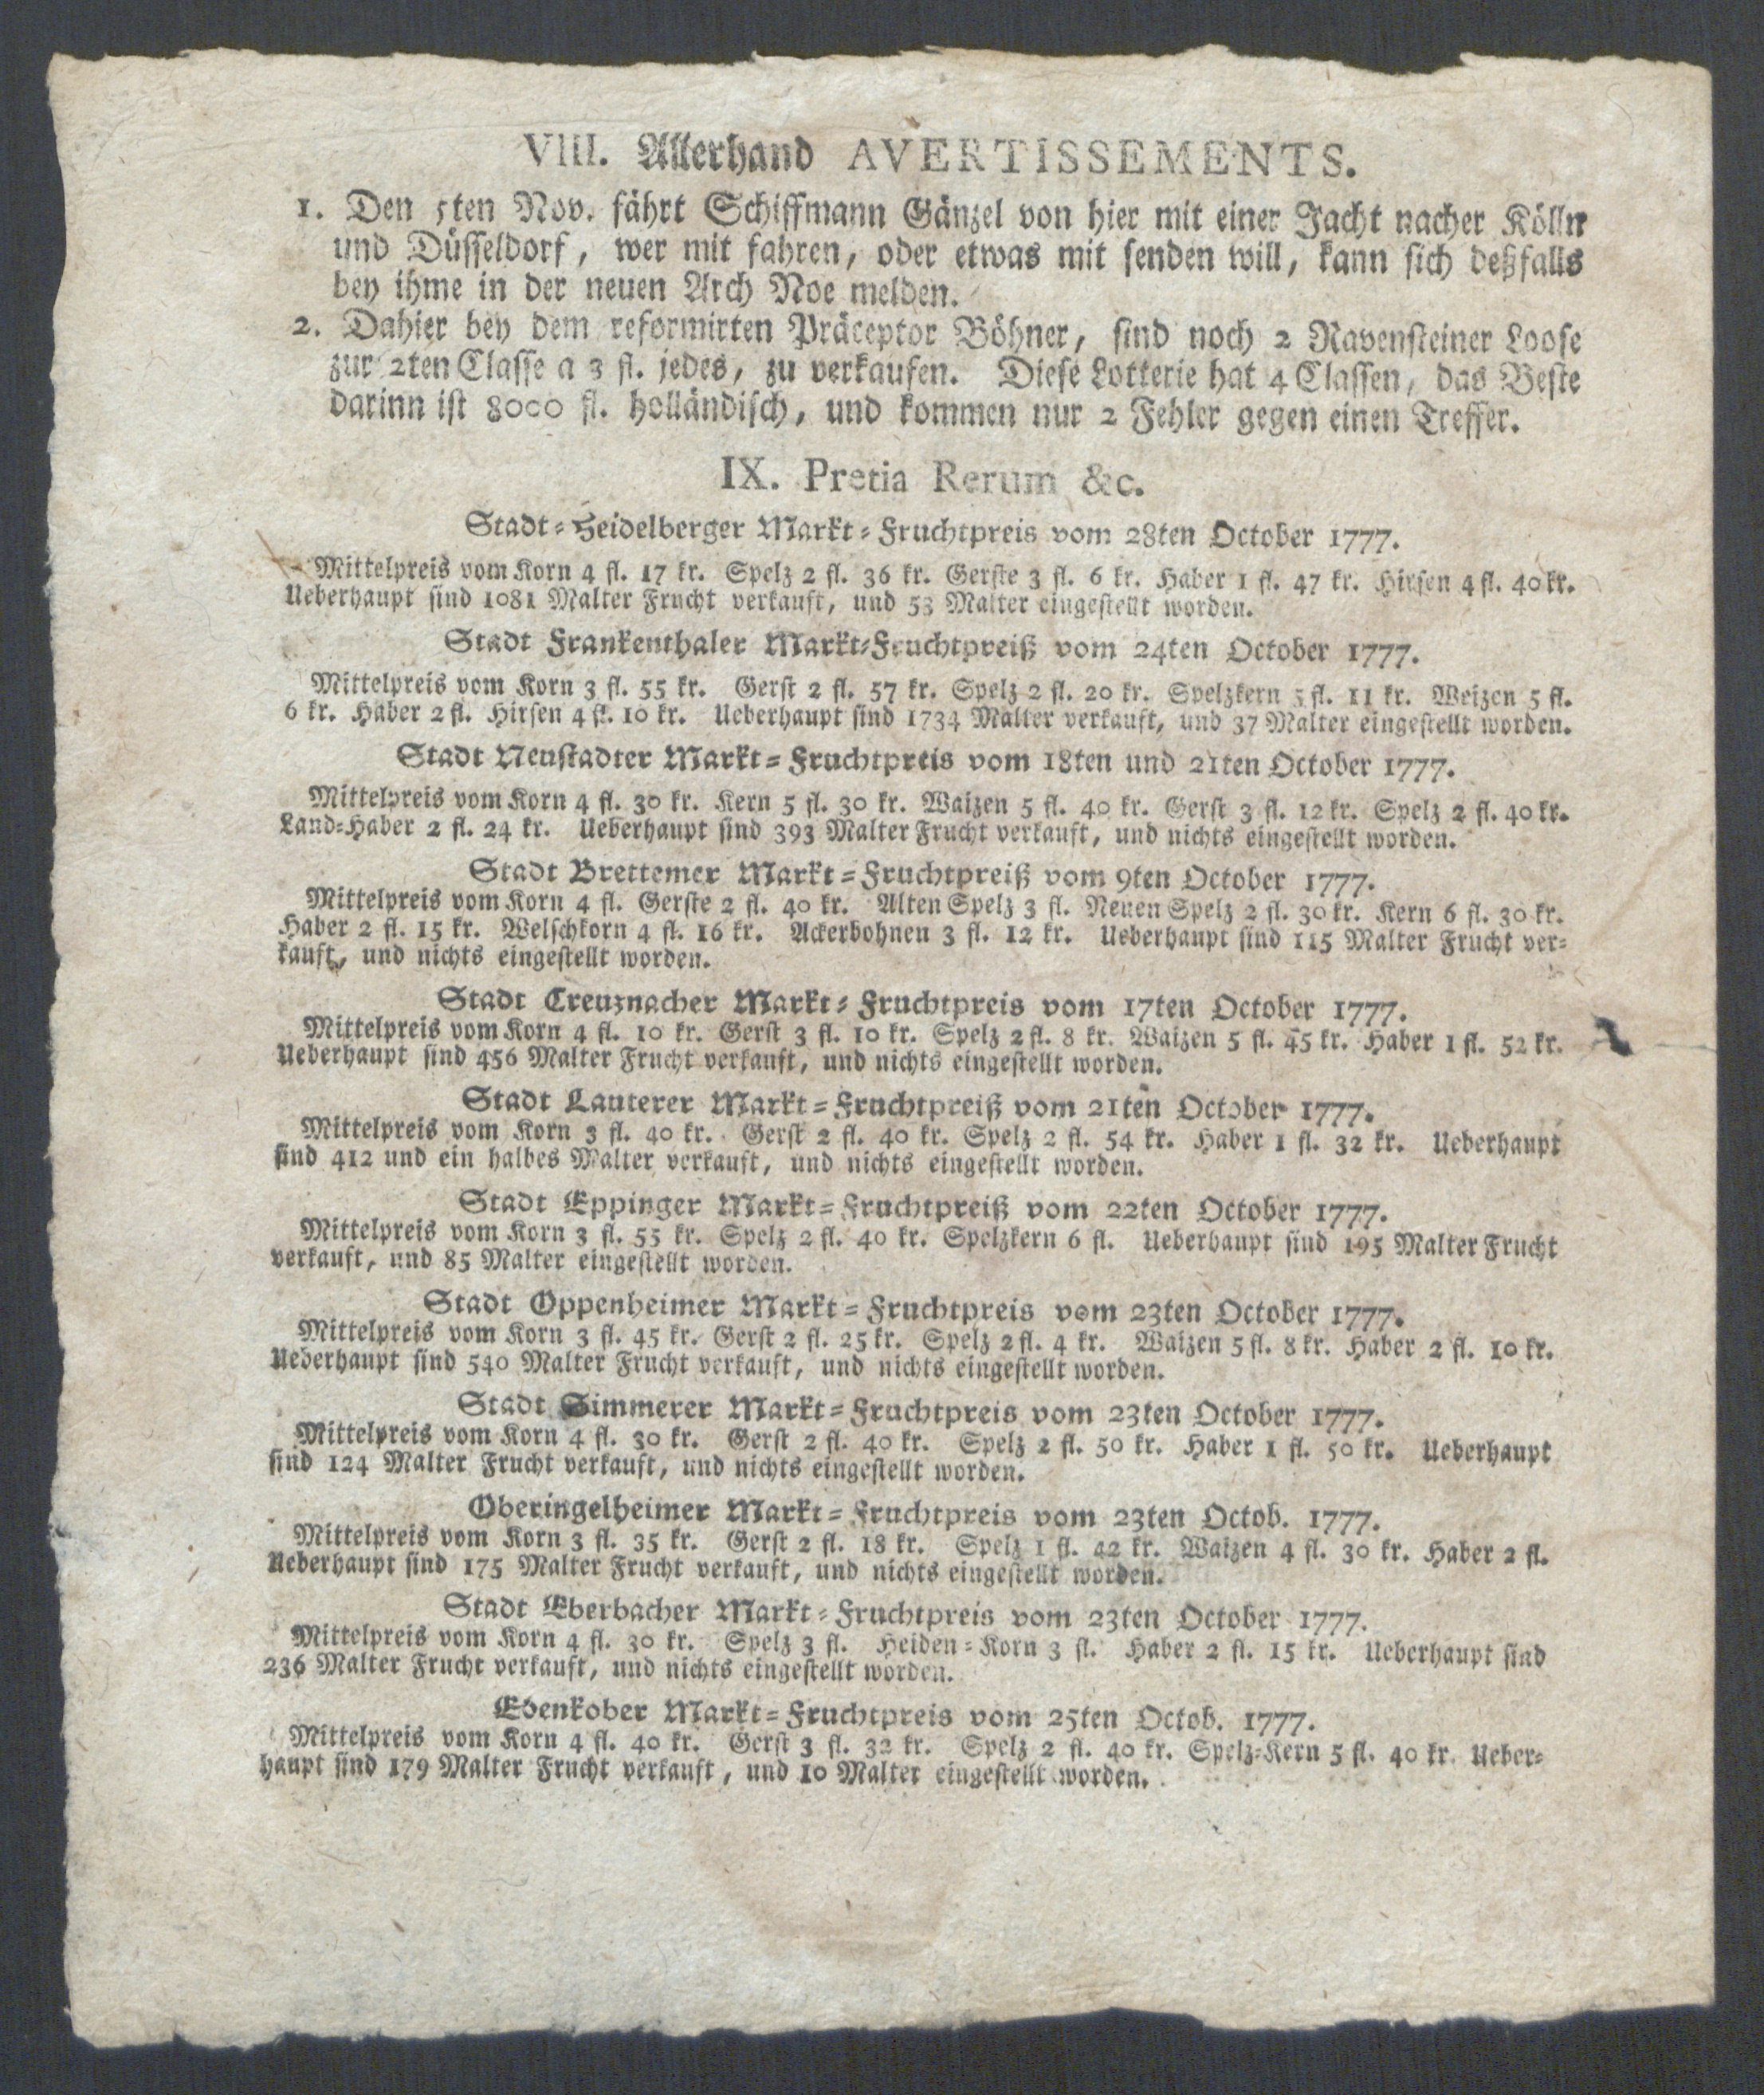 VIII. Allerhand AVERTISSEMENTS.
1. Den 5ten Nov. fährt Schiffmann Gänzel von hier mit einer Jacht nacher Kölln
und Düsseldorf, wer mit fahren, oder etwas mit senden will, kann sich deßfalls
bey ihme in der neuen Arch Noe melden.
2. Dahier bey dem reformirten Präceptor Böhner, sind noch 2 Ravensteiner Loose
zur 2ten Classe a 3 fl. jedes, zu verkaufen. Diese Lotterie hat 4 Classen, das Beste
darinn ist 8000 fl. holländisch, und kommen nur 2 Fehler gegen einen Treffer.
IX. Pretia Rerum &c.
Stadt-Heidelberger Markt-Fruchtpreis vom 28ten October 1777.
Mittelpreis vom Korn 4 fl. 17 kr. Spelz 2 fl. 36 kr. Gerste 3 fl. 6 kr. Haber 1 fl. 47 kr. Hirsen 4 fl. 40 kr.
Ueberhaupt sind 1081 Malter Frucht verkauft, und 53 Malter eingestellt worden.
Stadt Frankenthaler Markt-Fruchtpreiß vom 24ten October 1777.
Mittelpreis vom Korn 3 fl. 55 kr. Gerst 2 fl. 57 kr. Spelz 2 fl. 20 kr. Spelzkern 5 fl. 11 kr. Weizen 5 fl.
6 kr. Haber 2 fl. Hirsen 4 fl. 10 kr. Ueberhaupt sind 1734 Malter verkauft, und 37 Malter eingestellt worden.
Stadt Neustadter Markt-Fruchtpreis vom 18ten und 21ten October 1777.
Mittelpreis vom Korn 4 fl. 30 kr. Kern 5 fl. 30 kr. Waizen 5 fl. 40 kr. Gerst 3 fl. 12 kr. Spelz 2 fl. 40 kr.
Land-Haber 2 fl. 24 kr. Ueberhaupt sind 393 Malter Frucht verkauft, und nichts eingestellt worden.
Stadt Brettemer Markt-Fruchtpreiß vom 9ten October 1777.
Mittelpreis vom Korn 4 fl. Gerste 2 fl. 40 kr. Alten Spelz 3 fl. Neuen Spelz 2 fl. 30 kr. Kern 6 fl. 30 kr.
Haber 2 fl. 15 kr. Welschkorn 4 fl. 16 kr. Ackerbohnen 3 fl. 12 kr. Ueberhaupt sind 115 Malter Frucht ver-
kauft, und nichts eingestellt worden.
Stadt Creuznacher Markt-Fruchtpreis vom 17ten October 1777.
Mittelpreis vom Korn 4 fl. 10 kr. Gerst 3 fl. 10 kr. Spelz 2 fl. 8 kr. Waizen 5 fl. 45 kr. Haber 1 fl. 52 kr.
Ueberhaupt sind 456 Malter Frucht verkauft, und nichts eingestellt worden.
Stadt Lauterer Markt-Fruchtpreiß vom 21ten October 1777.
Mittelpreis vom Korn 3 fl. 40 kr. Gerst 2 fl. 40 kr. Spelz 2 fl. 54 kr. Haber 1 fl. 32 kr. Ueberhaupt
sind 412 und ein halbes Malter verkauft, und nichts eingestellt worden.
Stadt Eppinger Markt-Fruchtpreiß vom 22ten October 1777.
Mittelpreis vom Korn 3 fl. 55 kr. Spelz 2 fl. 40 kr. Spelzkern 6 fl. Ueberhaupt sind 195 Malter Frucht
verkauft, und 85 Malter eingestellt worden.
Stadt Oppenheimer Markt-Fruchtpreis vom 23ten October 1777.
Mittelpreis vom Korn 3 fl. 45 kr. Gerst 2 fl. 25 kr. Spelz 2 fl. 4 kr. Waizen 5 fl. 8 kr. Haber 2 fl. 10 kr.
Ueberhaupt sind 540 Malter Frucht verkauft, und nichts eingestellt worden.
Stadt Simmerer Markt-Fruchtpreis vom 23ten October 1777.
Mittelpreis vom Korn 4 fl. 30 kr. Gerst 2 fl. 40 kr. Spelz 2 fl. 50 kr. Haber 1 fl. 50 kr. Ueberhaupt
sind 124 Malter Frucht verkauft, und nichts eingestellt worden.
Oberingelheimer Markt-Fruchtpreis vom 23ten Octob. 1777.
Mittelpreis vom Korn 3 fl. 35 kr. Gerst 2 fl. 18 kr. Spelz 1 fl. 42 kr. Waizen 4 fl. 30 kr. Haber 2 fl.
Ueberhaupt sind 175 Malter Frucht verkauft, und nichts eingestellt worden.
Stadt Eberbacher Markt-Fruchtpreis vom 23ten October 1777.
Mittelpreis vom Korn 4 fl. 30 kr. Spelz 3 fl. Heiden-Korn 3 fl. Haber 2 fl. 15 kr. Ueberhaupt sind
236 Malter Frucht verkauft, und nichts eingestellt worden.
Edenkober Markt-Fruchtpreis vom 25ten Octob. 1777.
Mittelpreis vom Korn 4 fl. 40 kr. Gerst 3 fl. 32 kr. Spelz 2 fl. 40 kr. Spelz-Kern 5 fl. 40 kr. Ueber-
haupt sind 179 Malter Frucht verkauft, und 10 Malter eingestellt worden.